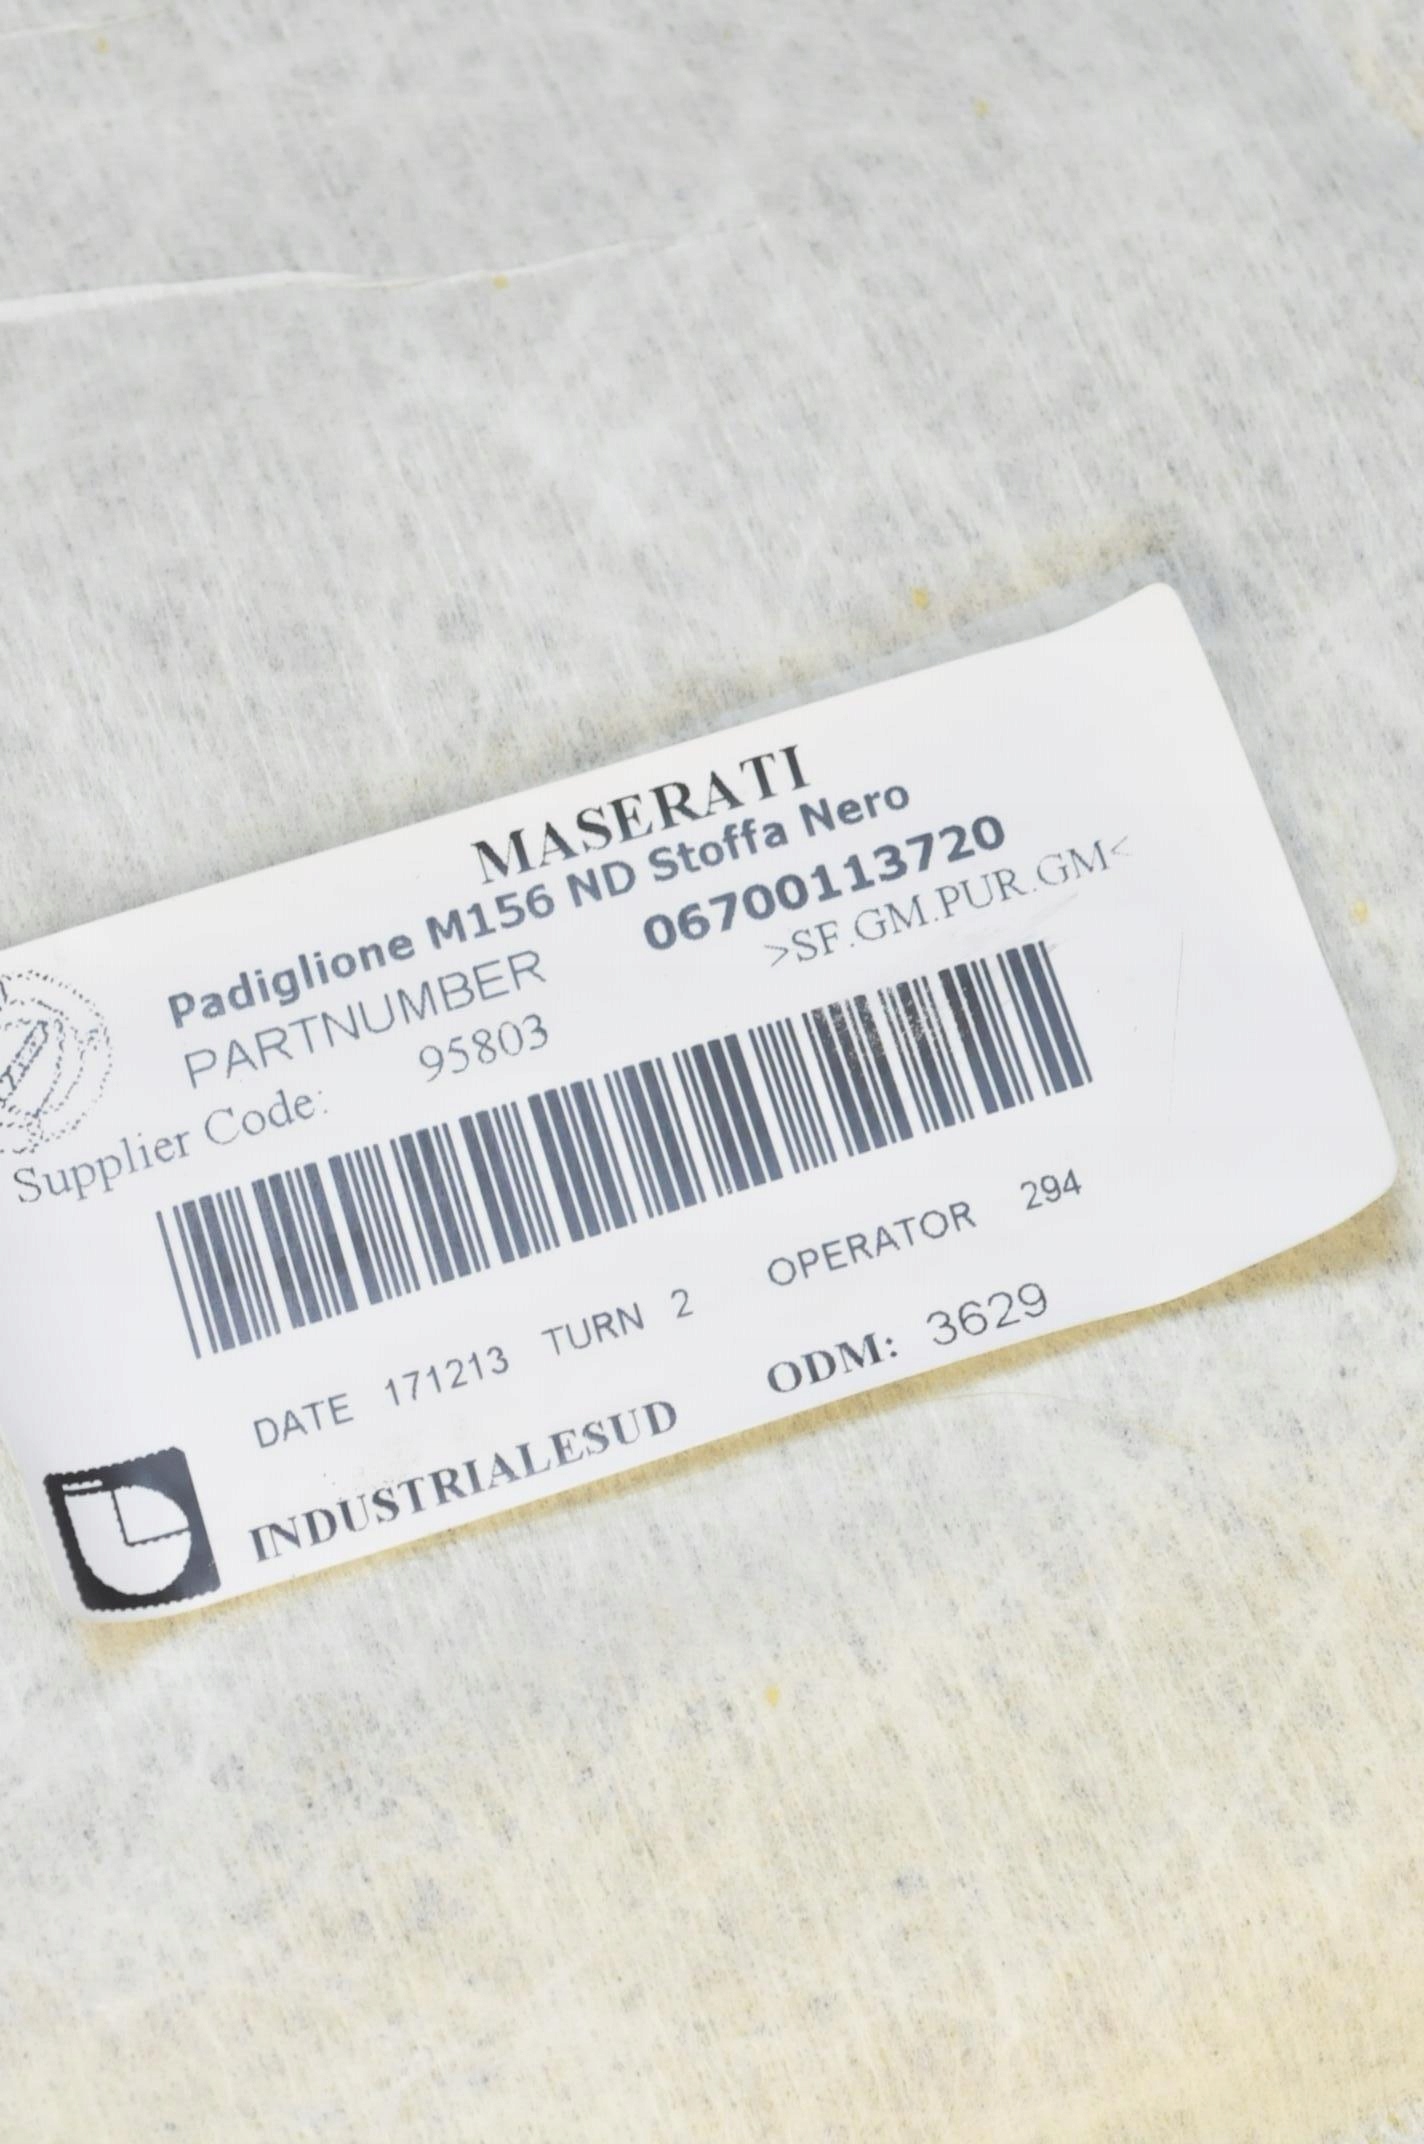 MASERATI
Padiglione M156 ND Stoffa Nero
PARTNUMBER 06700113720
Supplier Code: 95803 >SF.GM.PUR.GM<
DATE 171213 TURN 2 OPERATOR 294
INDUSTRIALESUD ODM: 3629